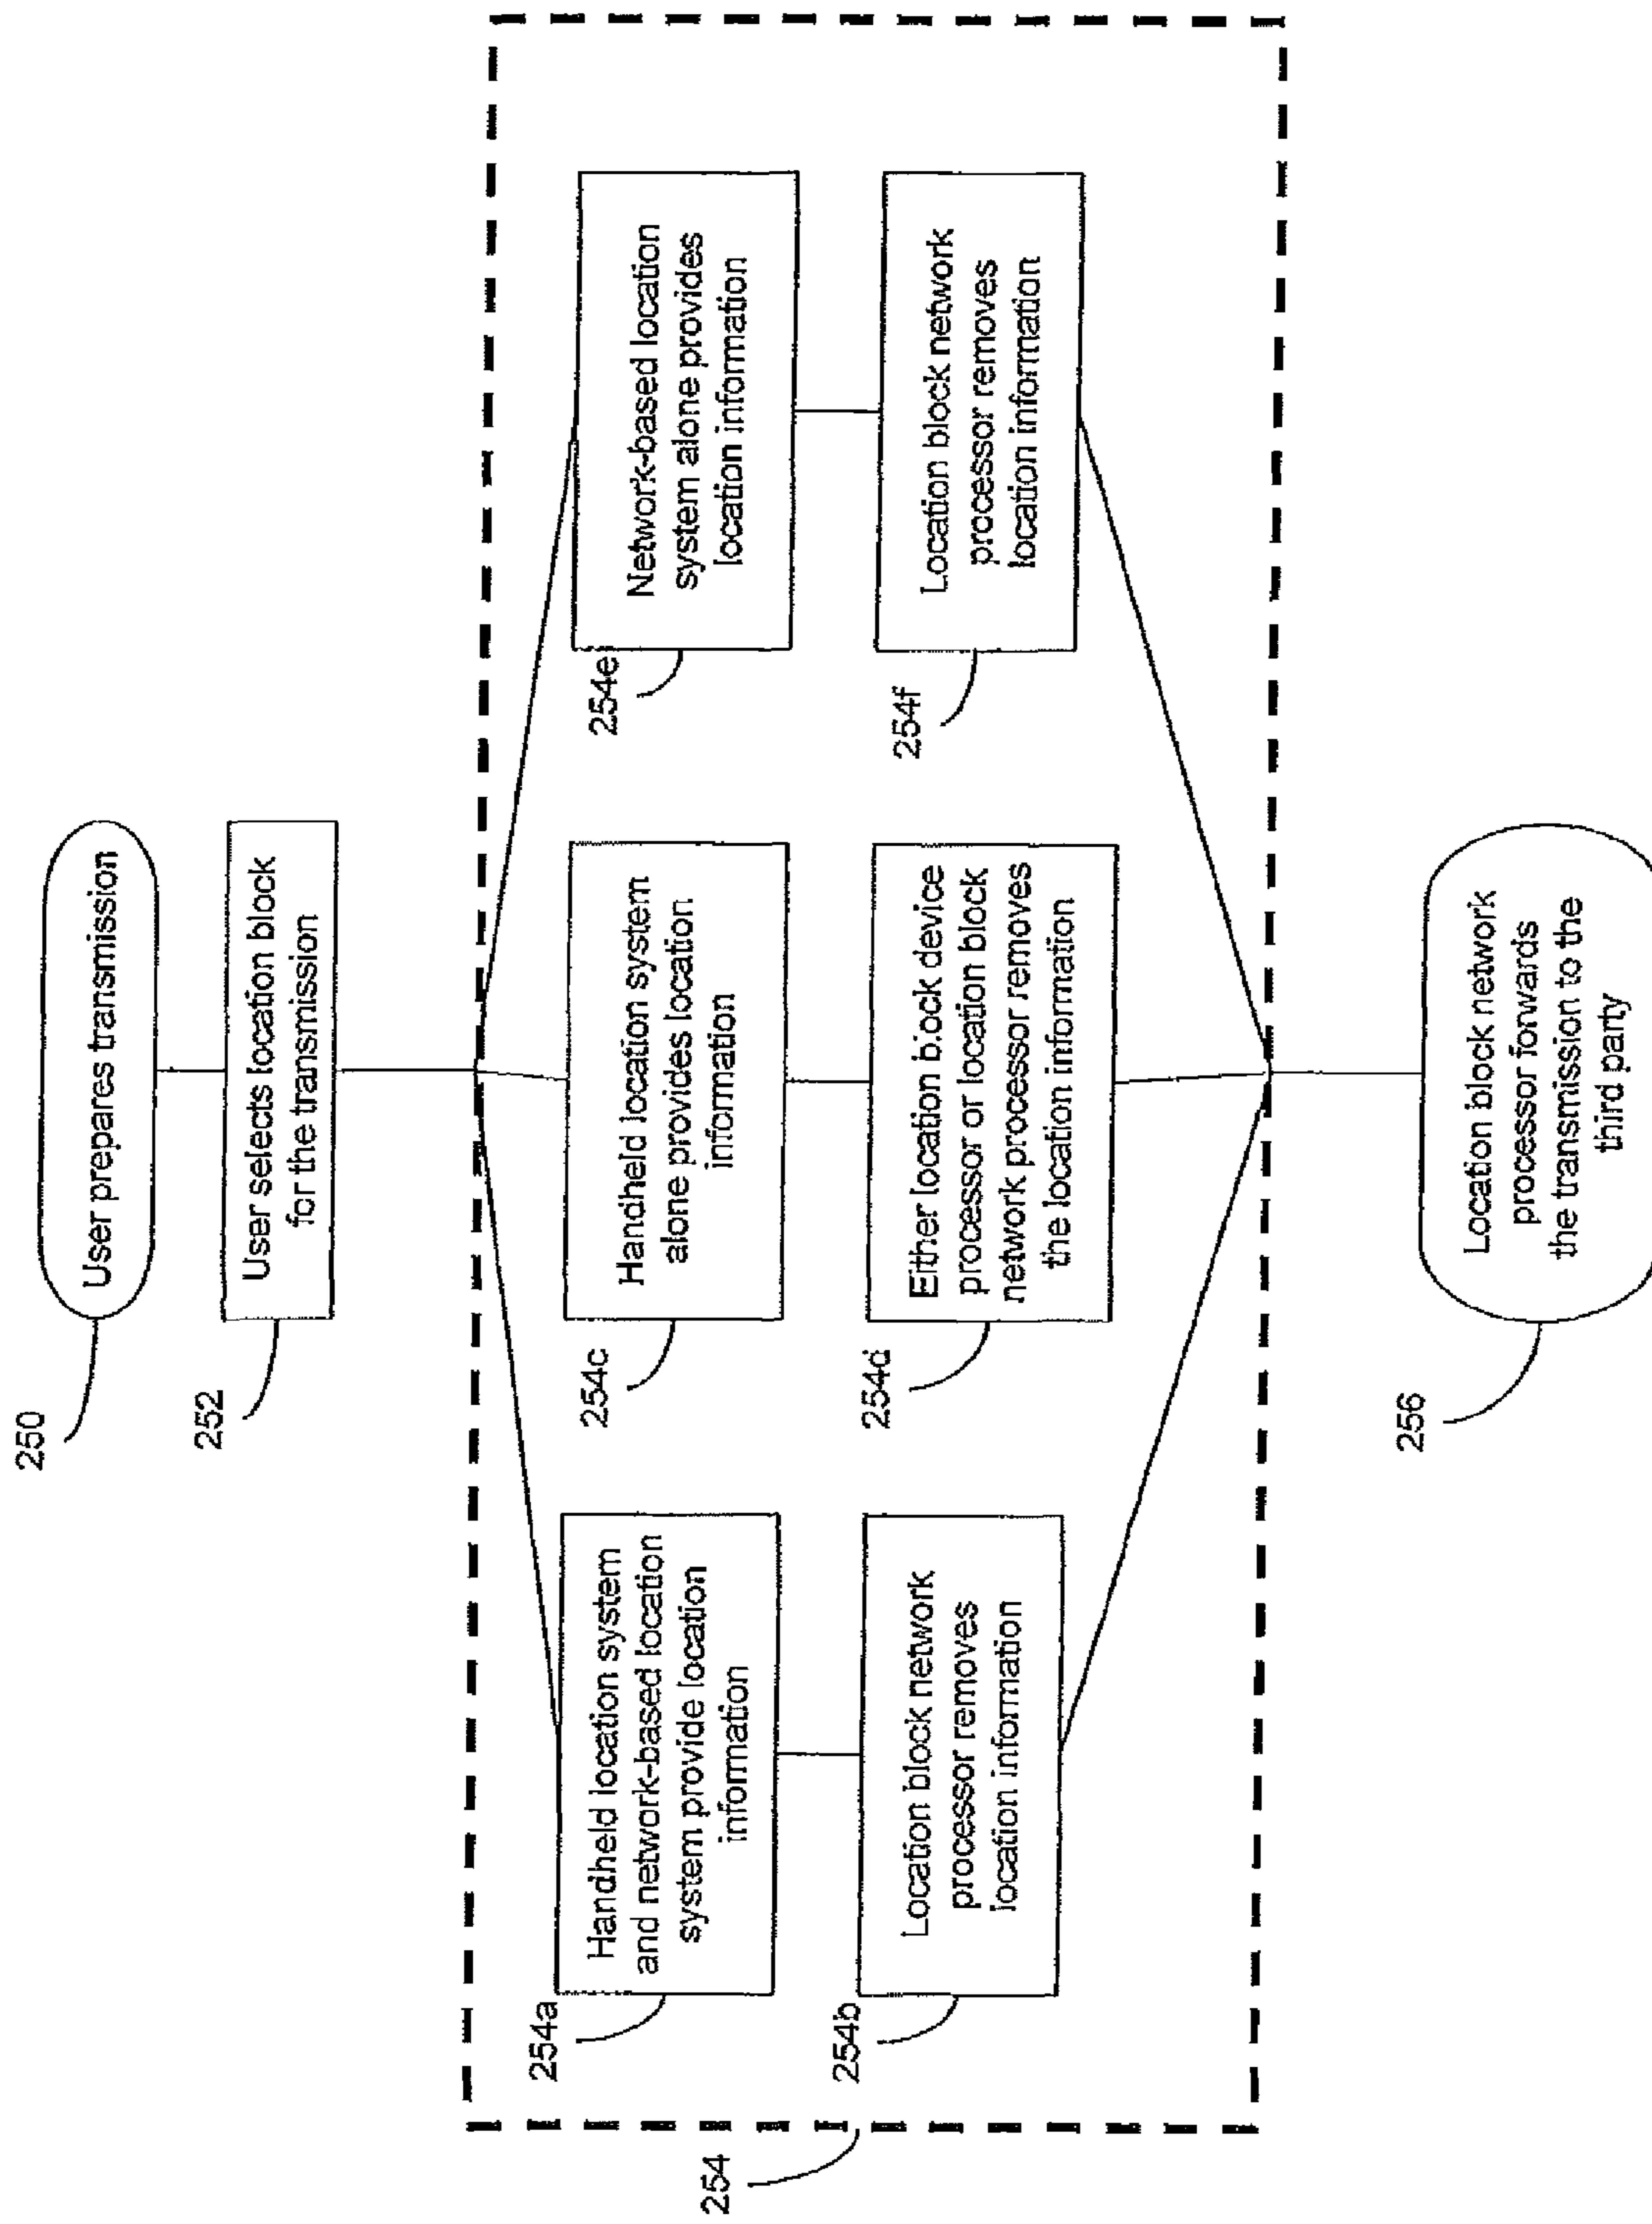 250
User prepares transmission
252
User selects location block
for the transmission
254
254a
Handheld location system
and network-based location
system provide location
information
254b
Location block network
processor removes
location information
254c
Handheld location system
alone provides location
information
254d
Either location block device
processor or location block
network processor removes
the location information
254e
Network-based location
system alone provides
location information
254f
Location block network
processor removes
location information
256
Location block network
processor forwards
the transmission to the
third party